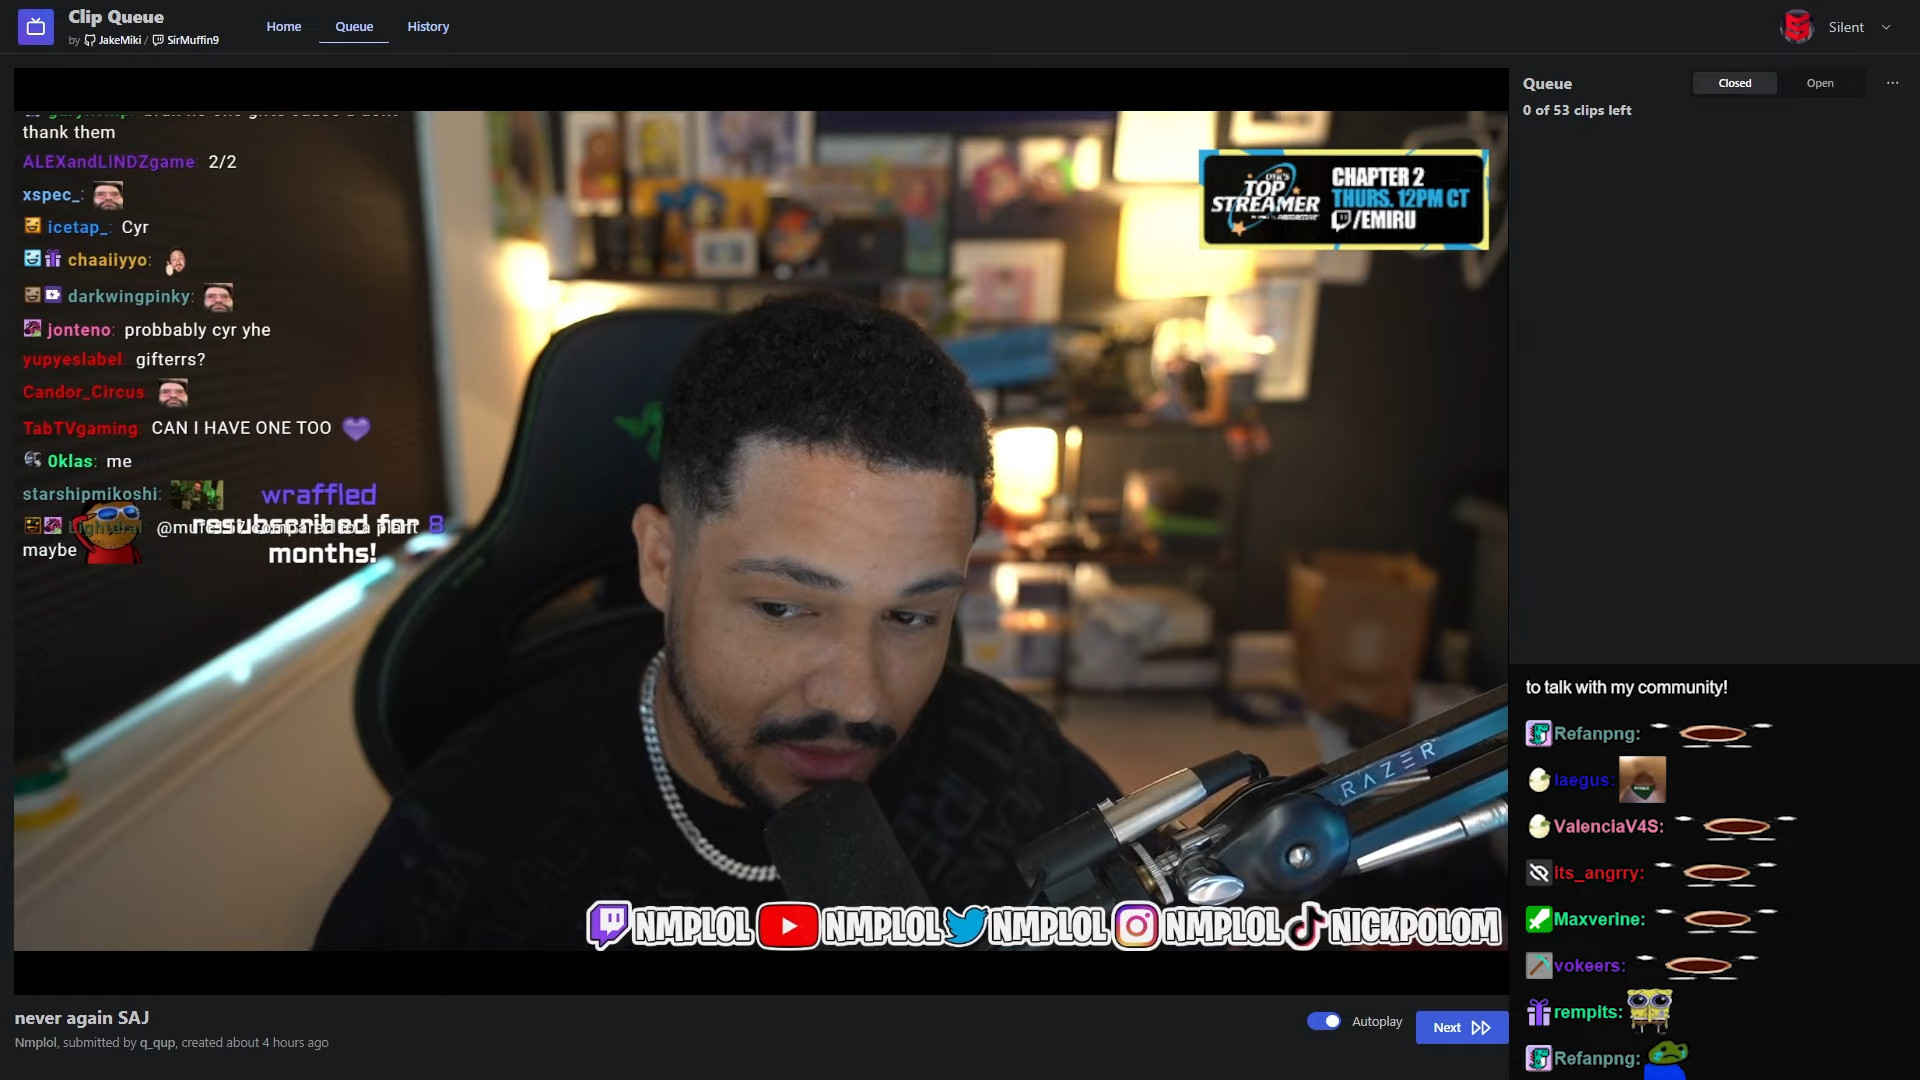 Clip Queue
by JakeMiki / SirMuffin9
Home
Queue
History
Silent
Queue
Closed
Open
0 of 53 clips left
thank them
ALEXandLINDZgame: 2/2
xspec_:
icetap_: Cyr
chaaiiyyo:
darkwingpinky:
jonteno: probbably cyr yhe
yupyeslabel: gifterrs?
Candor_Circus
TabTVgaming: CAN I HAVE ONE TOO
0klas: me
starshipmikoshi:
maybe
wraffled
resubscribed for 8
months!
TOP
STREAMER
CHAPTER 2
THURS. 12PM CT
/EMIRU
RAZER
NMPLOL NMPLOL NMPLOL NMPLOL NICKPOLOM
never again SAJ
Nmplol, submitted by q_qup, created about 4 hours ago
Autoplay
Next
to talk with my community!
Refanpng:
laegus:
ValenciaV4S:
its_angrry:
Maxverine:
vokeers:
rempits:
Refanpng: